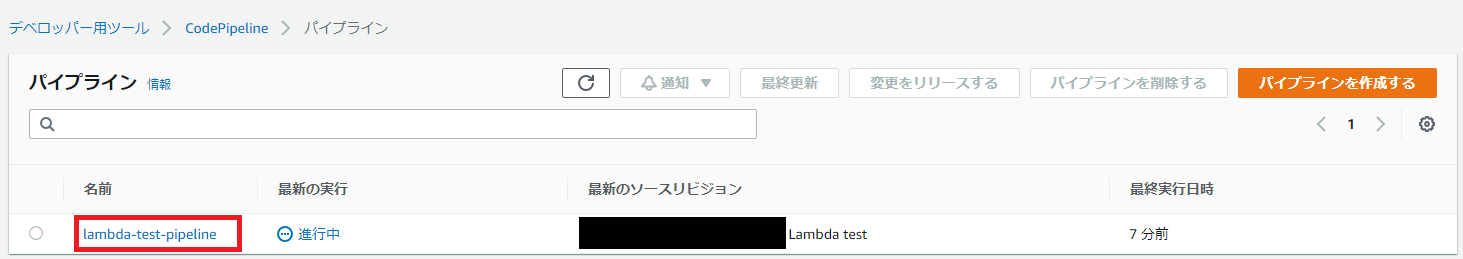 デベロッパー用ツール > CodePipeline > パイプライン
パイプライン 情報 通知 ▼ 最終更新 変更をリリースする パイプラインを削除する パイプラインを作成する
< 1 >
名前 最新の実行 最新のソースリビジョン 最終実行日時
lambda-test-pipeline 進行中 Lambda test 7 分前